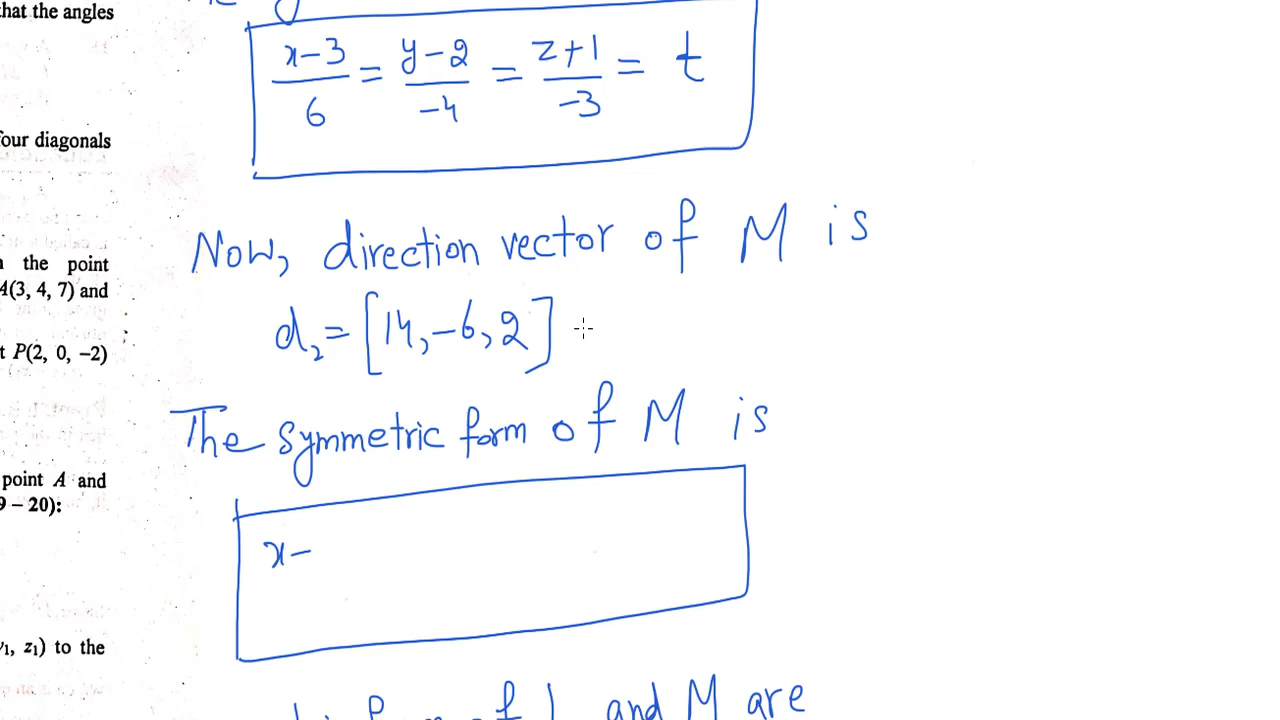 that the angles
x-3/6 = y-2/-4 = z+1/-3 = t
four diagonals
Now, direction vector of M is
the point
A(3, 4, 7) and
d₂ = [14, -6, 2]
P(2, 0, −2)
The symmetric form of M is
point A and
9 – 20):
x-
z₁) to the
of L and M are